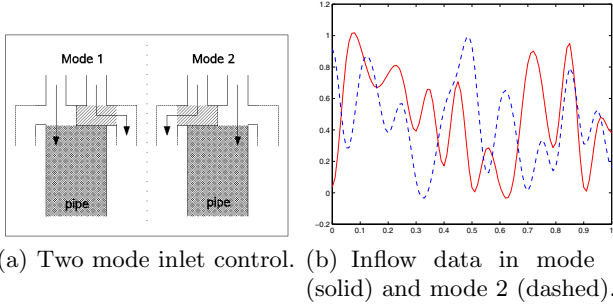 Mode 1
Mode 2
pipe
pipe
1.2
1
0.8
0.6
0.4
0.2
0
−0.2
0 0.1 0.2 0.3 0.4 0.5 0.6 0.7 0.8 0.9 1
a) Two mode inlet control.
(b) Inflow data in mode
(solid) and mode 2 (dashed).